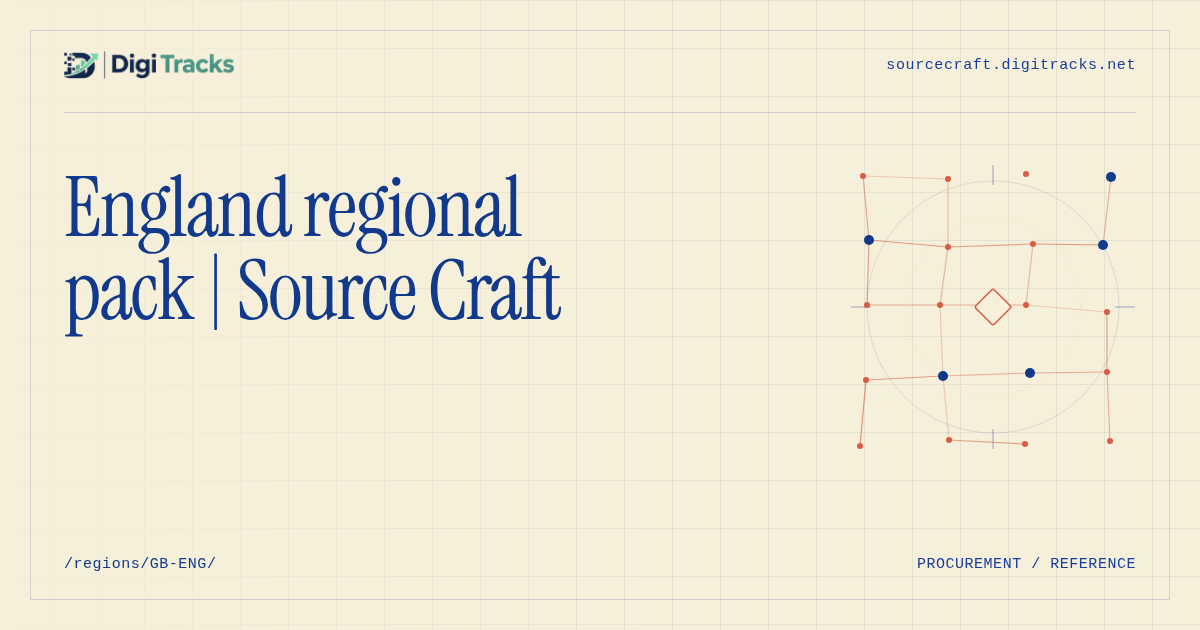 DigiTracks
sourcecraft.digitracks.net
England regional
pack | Source Craft
/regions/GB-ENG/
PROCUREMENT / REFERENCE